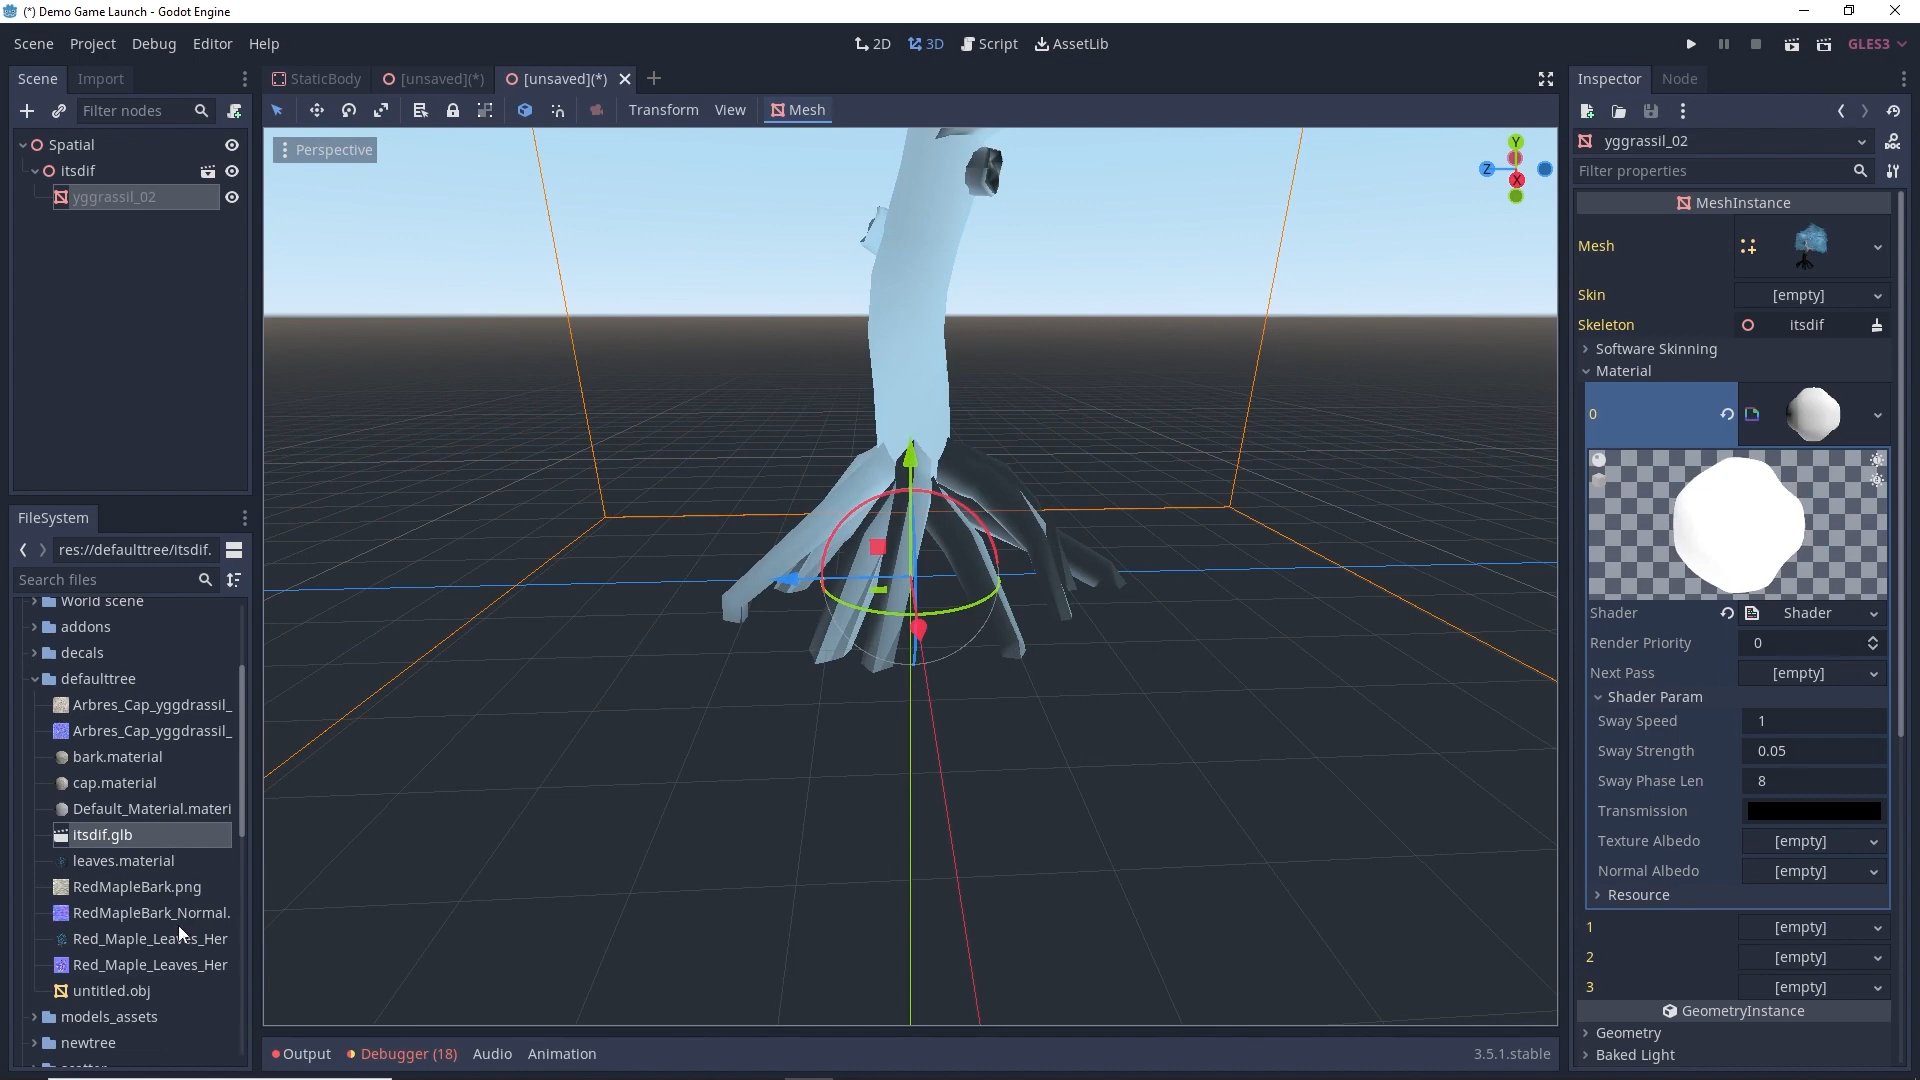 (*) Demo Game Launch - Godot Engine
Scene Project Debug Editor Help
2D 3D Script AssetLib
GLES3
Scene Import
StaticBody [unsaved](*) [unsaved](*)
Inspector Node
Filter nodes
Transform View Mesh
Spatial
itsdif
yggrassil_02
Perspective
Y
Z
X
yggrassil_02
Filter properties
MeshInstance
Mesh
Skin [empty]
Skeleton itsdif
Software Skinning
Material
0
Shader Shader
Render Priority 0
Next Pass [empty]
Shader Param
Sway Speed 1
Sway Strength 0.05
Sway Phase Len 8
Transmission
Texture Albedo [empty]
Normal Albedo [empty]
Resource
1 [empty]
2 [empty]
3 [empty]
GeometryInstance
Geometry
Baked Light
FileSystem
res://defaulttree/itsdif.
Search files
World scene
addons
decals
defaulttree
Arbres_Cap_yggdrassil_
Arbres_Cap_yggdrassil_
bark.material
cap.material
Default_Material.materi
itsdif.glb
leaves.material
RedMapleBark.png
RedMapleBark_Normal.
Red_Maple_Leaves_Her
Red_Maple_Leaves_Her
untitled.obj
models_assets
newtree
Output Debugger (18) Audio Animation
3.5.1.stable